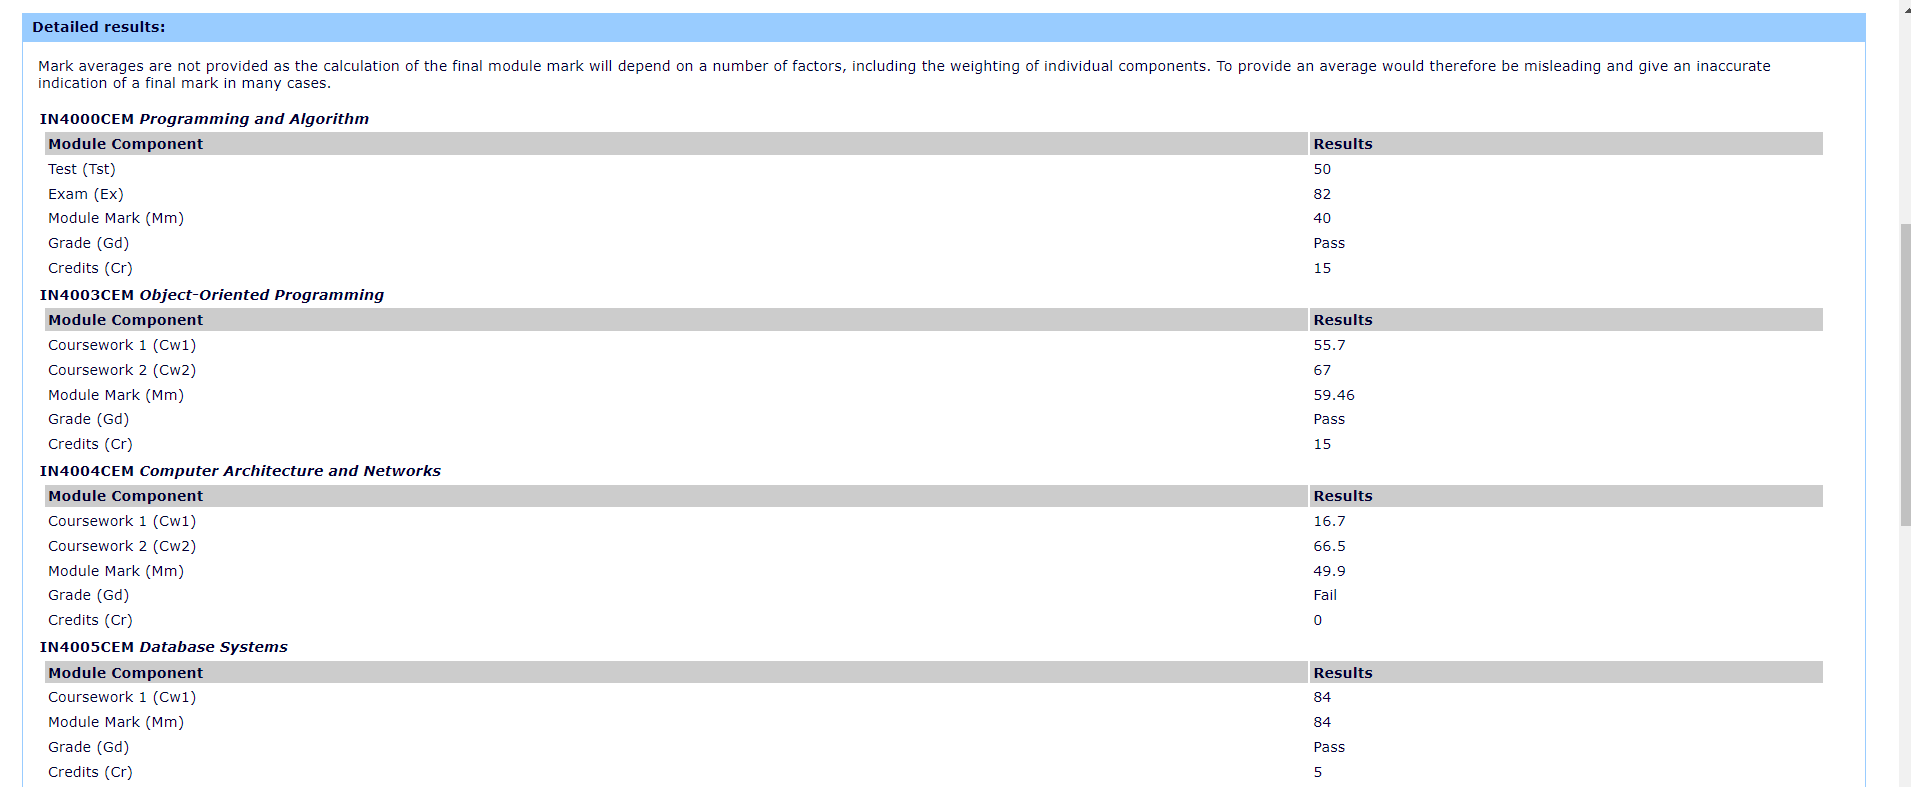 Detailed results:
Mark averages are not provided as the calculation of the final module mark will depend on a number of factors, including the weighting of individual components. To provide an average would therefore be misleading and give an inaccurate
indication of a final mark in many cases.
IN4000CEM Programming and Algorithm
Module Component Results
Test (Tst) 50
Exam (Ex) 82
Module Mark (Mm) 40
Grade (Gd) Pass
Credits (Cr) 15
IN4003CEM Object-Oriented Programming
Module Component Results
Coursework 1 (Cw1) 55.7
Coursework 2 (Cw2) 67
Module Mark (Mm) 59.46
Grade (Gd) Pass
Credits (Cr) 15
IN4004CEM Computer Architecture and Networks
Module Component Results
Coursework 1 (Cw1) 16.7
Coursework 2 (Cw2) 66.5
Module Mark (Mm) 49.9
Grade (Gd) Fail
Credits (Cr) 0
IN4005CEM Database Systems
Module Component Results
Coursework 1 (Cw1) 84
Module Mark (Mm) 84
Grade (Gd) Pass
Credits (Cr) 5